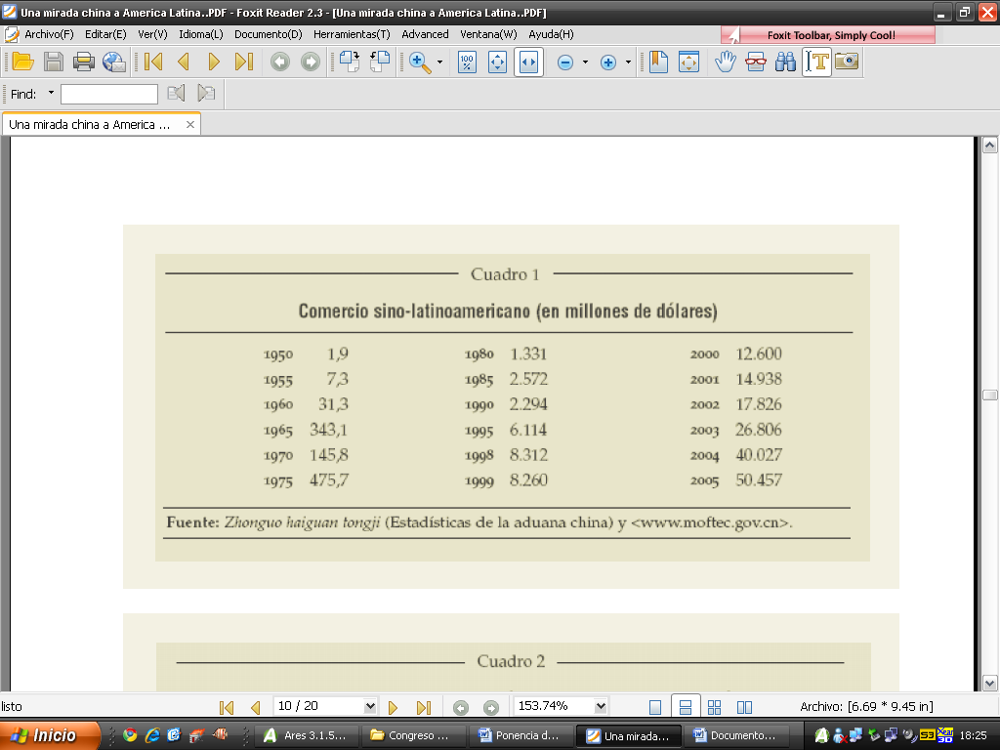 Una mirada china a America Latina..PDF - Foxit Reader 2.3 - [Una mirada china a America Latina..PDF]
Archivo(F) Editar(E) Ver(V) Idioma(L) Documento(D) Herramientas(T) Advanced Ventana(W) Ayuda(H)
Foxit Toolbar, Simply Cool!
100 %
T
Find:
Una mirada china a America ...
Cuadro 1
Comercio sino-latinoamericano (en millones de dólares)
1950 1,9 1980 1.331 2000 12.600
1955 7,3 1985 2.572 2001 14.938
1960 31,3 1990 2.294 2002 17.826
1965 343,1 1995 6.114 2003 26.806
1970 145,8 1998 8.312 2004 40.027
1975 475,7 1999 8.260 2005 50.457
Fuente: Zhonguo haiguan tongji (Estadísticas de la aduana china) y <www.moftec.gov.cn>.
Cuadro 2
listo 10 / 20 153.74% Archivo: [6.69 * 9.45 in]
Inicio Ares 3.1.5... Congreso ... Ponencia d... Una mirada... Documento... 18:25